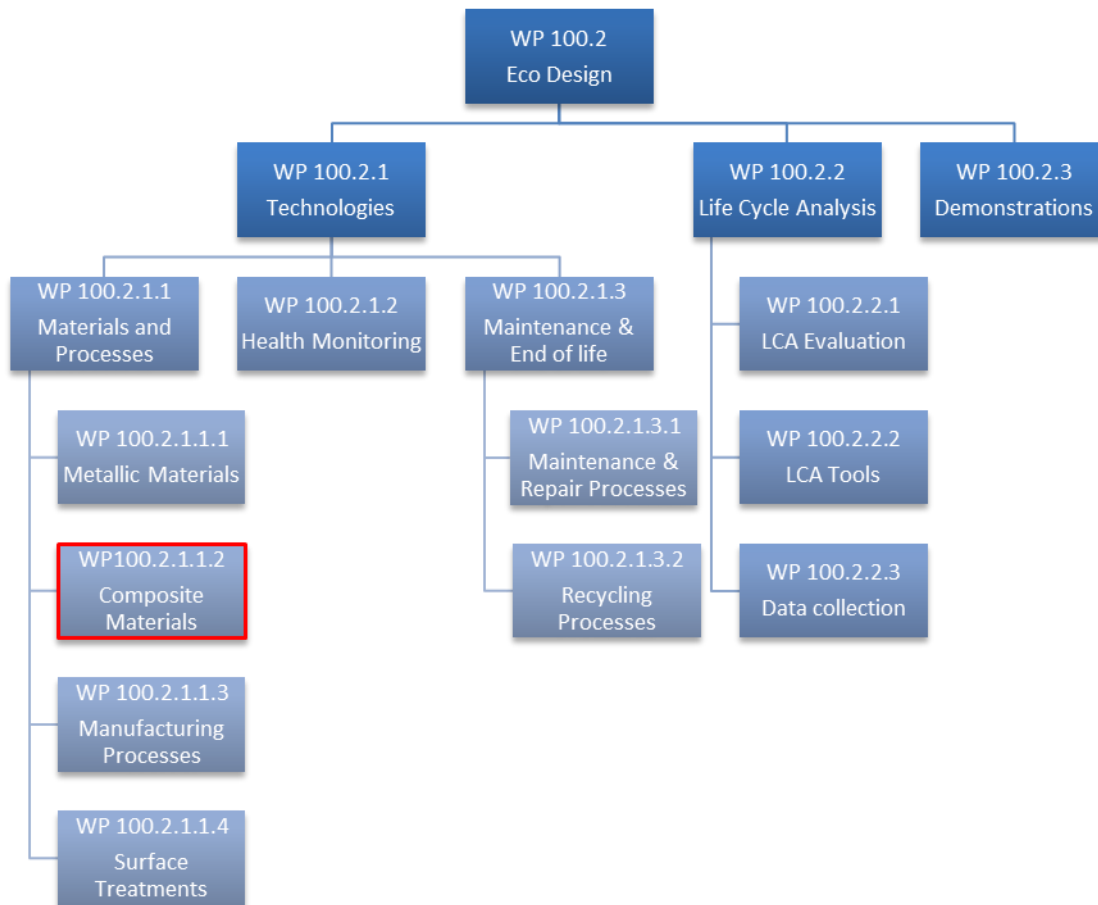 WP 100.2
Eco Design
WP 100.2.1
Technologies
WP 100.2.2
Life Cycle Analysis
WP 100.2.3
Demonstrations
WP 100.2.1.1
Materials and
Processes
WP 100.2.1.2
Health Monitoring
WP 100.2.1.3
Maintenance &
End of life
WP 100.2.2.1
LCA Evaluation
WP 100.2.1.1.1
Metallic Materials
WP 100.2.1.3.1
Maintenance &
Repair Processes
WP 100.2.2.2
LCA Tools
WP100.2.1.1.2
Composite
Materials
WP 100.2.1.3.2
Recycling
Processes
WP 100.2.2.3
Data collection
WP 100.2.1.1.3
Manufacturing
Processes
WP 100.2.1.1.4
Surface
Treatments